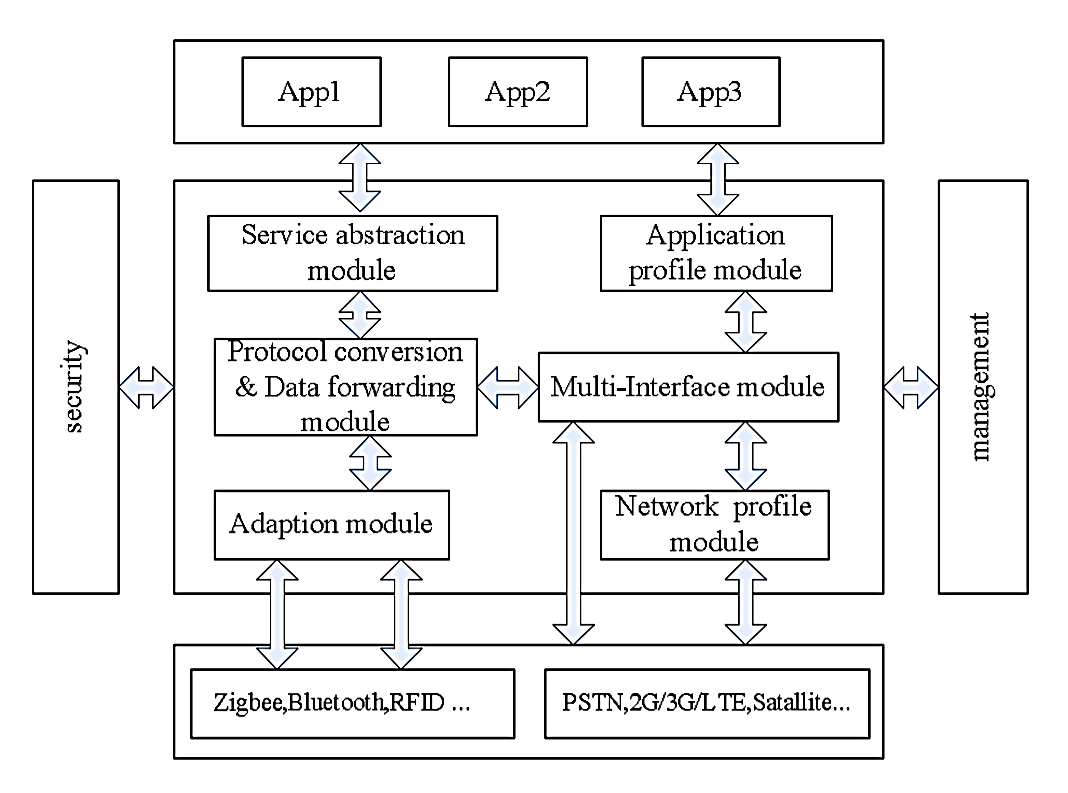 App1
App2
App3
Service abstraction
module
Application
profile module
security
Protocol conversion
& Data forwarding
module
Multi-Interface module
management
Adaption module
Network profile
module
Zigbee,Bluetooth,RFID ...
PSTN,2G/3G/LTE,Satallite...